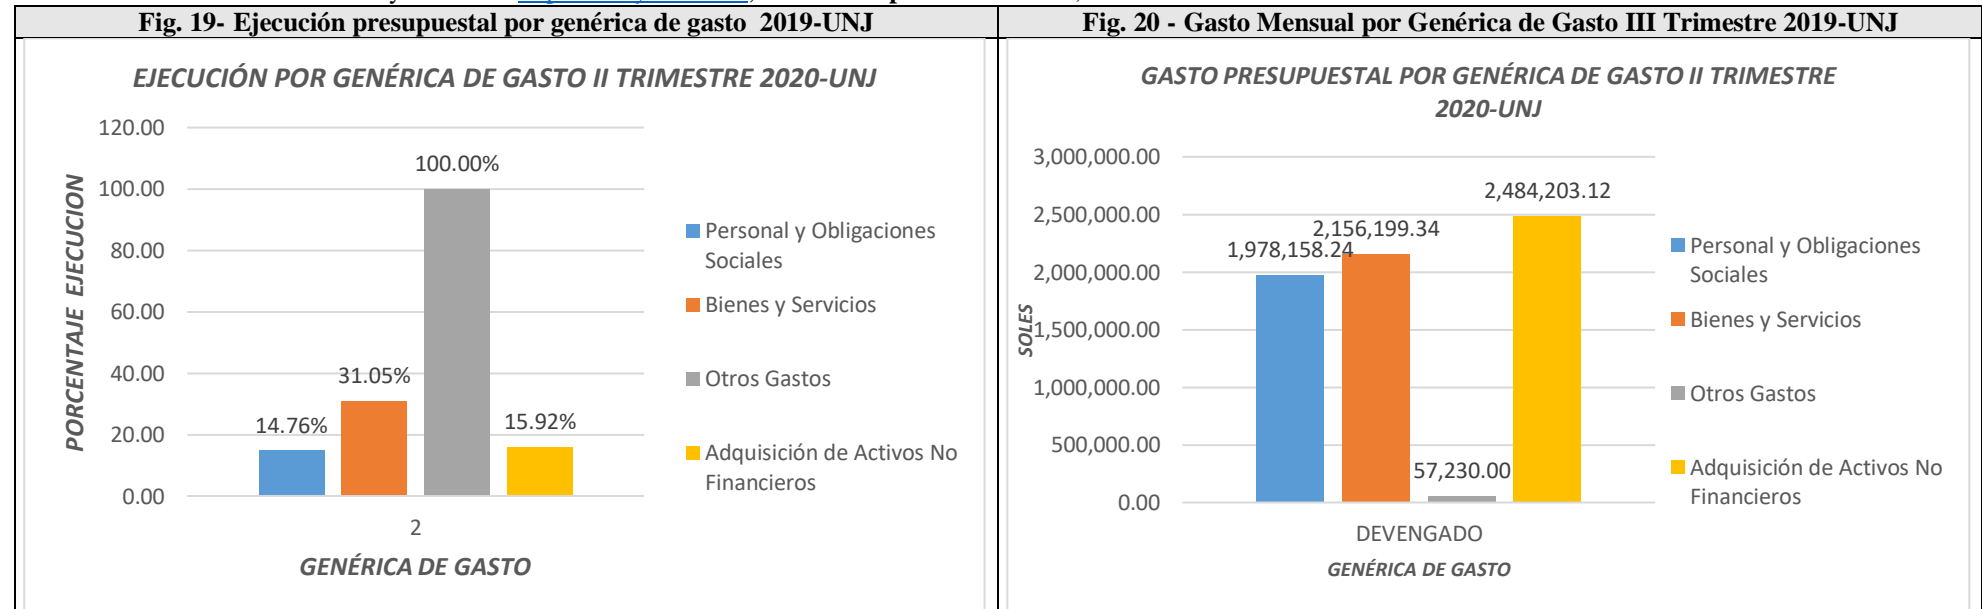 Fig. 19- Ejecución presupuestal por genérica de gasto 2019-UNJ
EJECUCIÓN POR GENÉRICA DE GASTO II TRIMESTRE 2020-UNJ
120.00
100.00
80.00
60.00
40.00
20.00
0.00
PORCENTAJE EJECUCION
14.76%
31.05%
100.00%
15.92%
2
GENÉRICA DE GASTO
Personal y Obligaciones
Sociales
Bienes y Servicios
Otros Gastos
Adquisición de Activos No
Financieros
Fig. 20 - Gasto Mensual por Genérica de Gasto III Trimestre 2019-UNJ
GASTO PRESUPUESTAL POR GENÉRICA DE GASTO II TRIMESTRE
2020-UNJ
3,000,000.00
2,500,000.00
2,000,000.00
1,500,000.00
1,000,000.00
500,000.00
0.00
SOLES
1,978,158.24
2,156,199.34
57,230.00
2,484,203.12
DEVENGADO
GENÉRICA DE GASTO
Personal y Obligaciones
Sociales
Bienes y Servicios
Otros Gastos
Adquisición de Activos No
Financieros